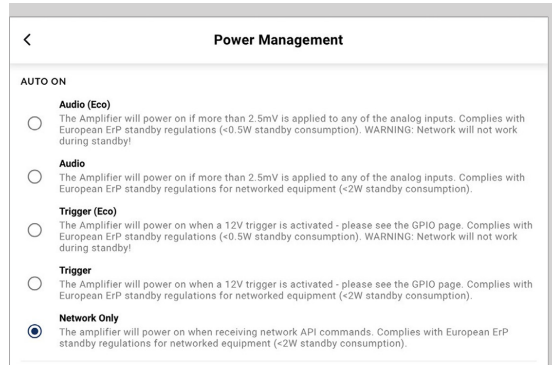 Power Management
AUTO ON
Audio (Eco)
The Amplifier will power on if more than 2.5mV is applied to any of the analog inputs. Complies with
European ErP standby regulations (<0.5W standby consumption). WARNING: Network will not work
during standby!
Audio
The Amplifier will power on if more than 2.5mV is applied to any of the analog inputs. Complies with
European ErP standby regulations for networked equipment (<2W standby consumption).
Trigger (Eco)
The Amplifier will power on when a 12V trigger is activated - please see the GPIO page. Complies with
European ErP standby regulations (<0.5W standby consumption). WARNING: Network will not work
during standby!
Trigger
The Amplifier will power on when a 12V trigger is activated - please see the GPIO page. Complies with
European ErP standby regulations for networked equipment (<2W standby consumption).
Network Only
The amplifier will power on when receiving network API commands. Complies with European ErP
standby regulations for networked equipment (<2W standby consumption).